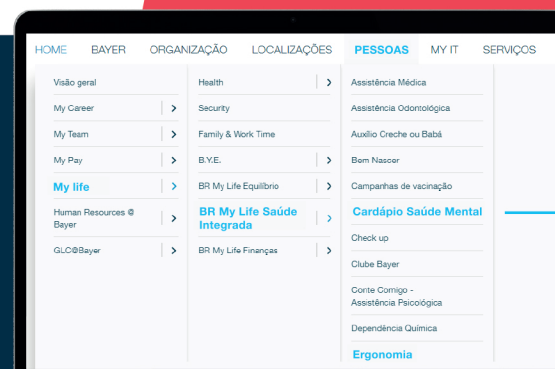 HOME BAYER ORGANIZAÇÃO LOCALIZAÇÕES PESSOAS MY IT SERVIÇOS
Visão geral
My Career
My Team
My Pay
My life
Human Resources @
Bayer
GLC@Bayer
Health
Security
Family & Work Time
B.Y.E.
BR My Life Equilíbrio
BR My Life Saúde
Integrada
BR My Life Finanças
Assistência Médica
Assistência Odontológica
Auxílio Creche ou Babá
Bem Nascer
Campanhas de vacinação
Cardápio Saúde Mental
Check up
Clube Bayer
Conte Comigo -
Assistência Psicológica
Dependência Química
Ergonomia